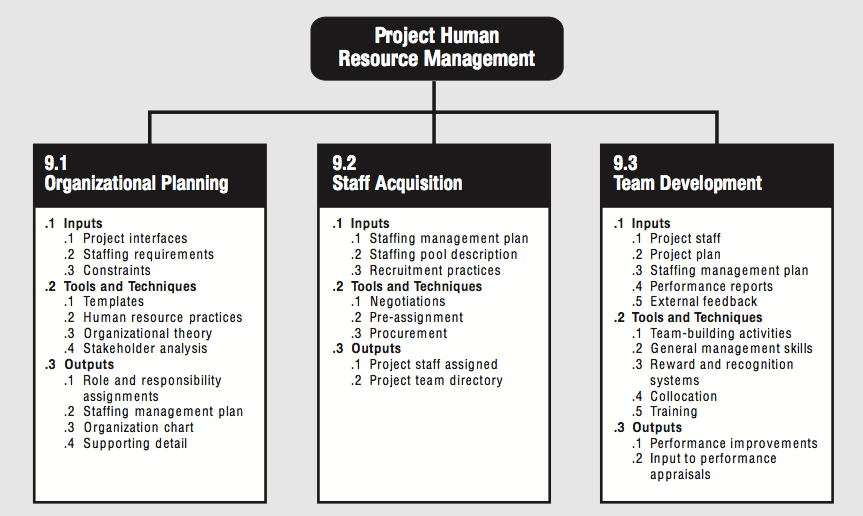 Project Human
Resource Management
9.1
Organizational Planning
.1 Inputs
.1 Project interfaces
.2 Staffing requirements
.3 Constraints
.2 Tools and Techniques
.1 Templates
.2 Human resource practices
.3 Organizational theory
.4 Stakeholder analysis
.3 Outputs
.1 Role and responsibility
assignments
.2 Staffing management plan
.3 Organization chart
.4 Supporting detail
9.2
Staff Acquisition
.1 Inputs
.1 Staffing management plan
.2 Staffing pool description
.3 Recruitment practices
.2 Tools and Techniques
.1 Negotiations
.2 Pre-assignment
.3 Procurement
.3 Outputs
.1 Project staff assigned
.2 Project team directory
9.3
Team Development
.1 Inputs
.1 Project staff
.2 Project plan
.3 Staffing management plan
.4 Performance reports
.5 External feedback
.2 Tools and Techniques
.1 Team-building activities
.2 General management skills
.3 Reward and recognition
systems
.4 Collocation
.5 Training
.3 Outputs
.1 Performance improvements
.2 Input to performance
appraisals